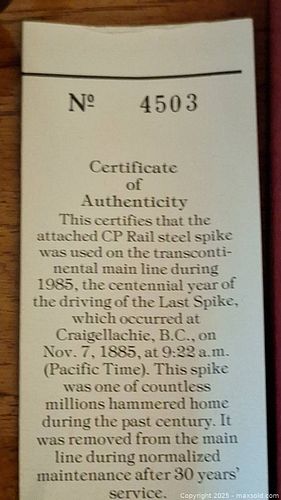 Nº 4503
Certificate
of
Authenticity
This certifies that the
attached CP Rail steel spike
was used on the transconti-
nental main line during
1985, the centennial year of
the driving of the Last Spike,
which occurred at
Craigellachie, B.C., on
Nov. 7, 1885, at 9:22 a.m.
(Pacific Time). This spike
was one of countless
millions hammered home
during the past century. It
was removed from the main
line during normalized
maintenance after 30 years'
service.
Copyright 2025 - maxsold.com